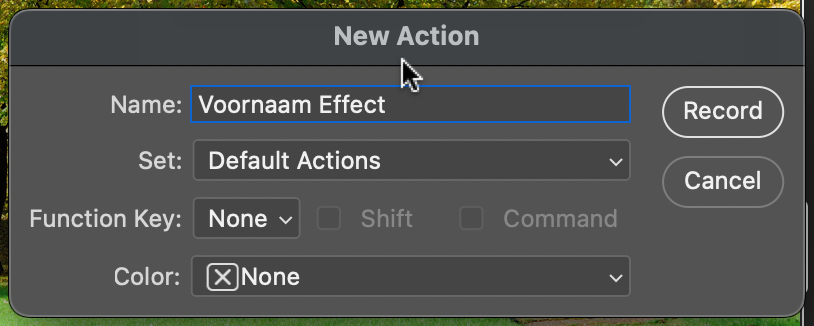 New Action
Name: Voornaam Effect
Record
Set: Default Actions
Cancel
Function Key: None Shift Command
Color: None